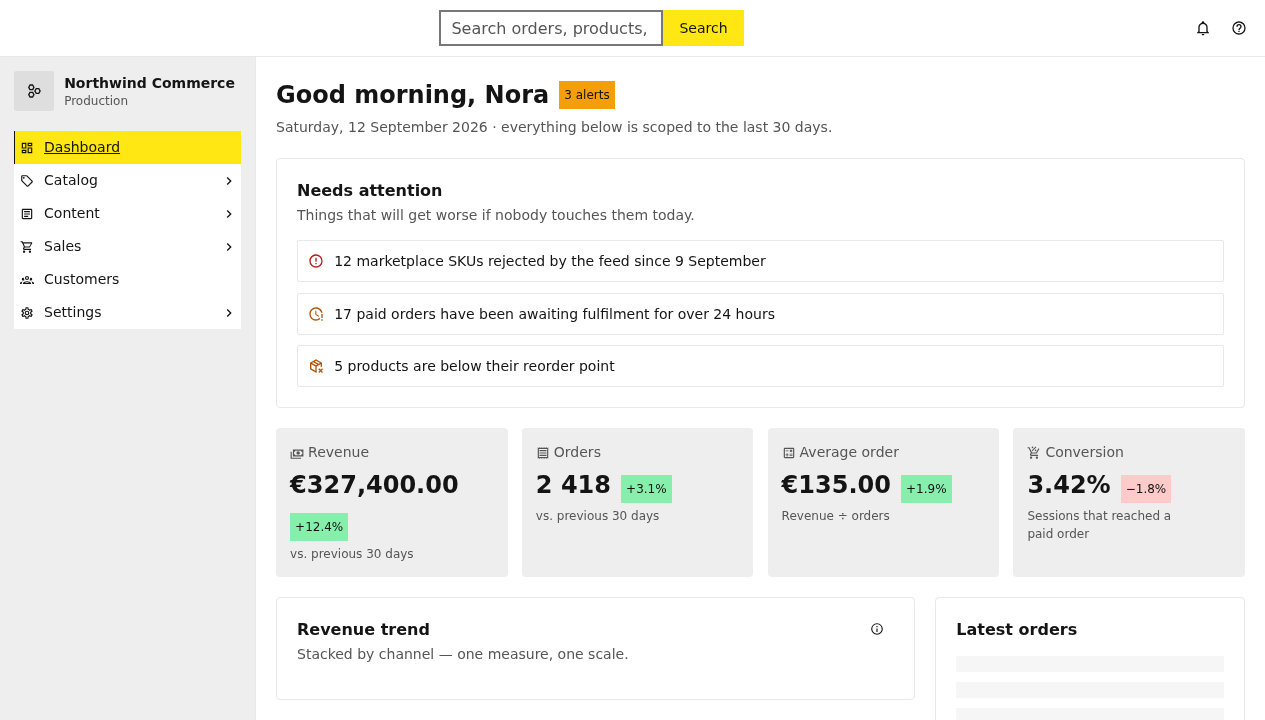 Search orders, products,
Search
Northwind Commerce
Production
Dashboard
Catalog
Content
Sales
Customers
Settings
Good morning, Nora
3 alerts
Saturday, 12 September 2026 · everything below is scoped to the last 30 days.
Needs attention
Things that will get worse if nobody touches them today.
12 marketplace SKUs rejected by the feed since 9 September
17 paid orders have been awaiting fulfilment for over 24 hours
5 products are below their reorder point
Revenue
€327,400.00
+12.4%
vs. previous 30 days
Orders
2 418
+3.1%
vs. previous 30 days
Average order
€135.00
+1.9%
Revenue ÷ orders
Conversion
3.42%
−1.8%
Sessions that reached a
paid order
Revenue trend
Stacked by channel — one measure, one scale.
Latest orders